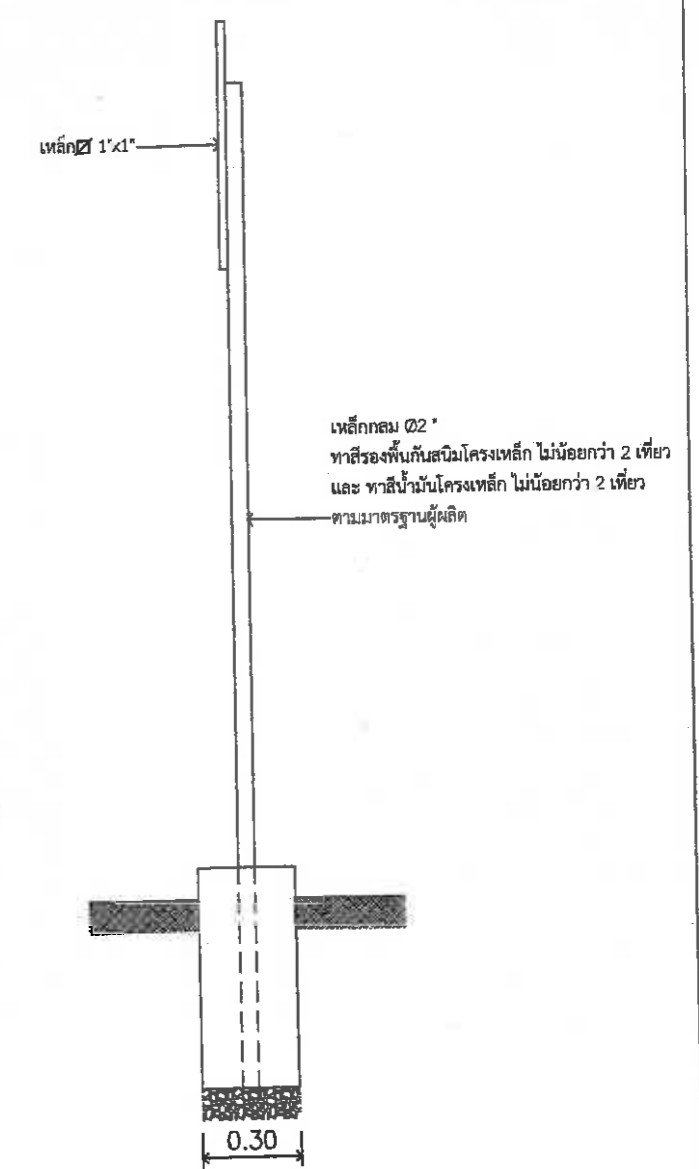 เหล็ก 1"x1"
เหล็กกลม Ø2"
ทาสีรองพื้นกันสนิมโครงเหล็ก ไม่น้อยกว่า 2 เที่ยว
และ ทาสีน้ำมันโครงเหล็ก ไม่น้อยกว่า 2 เที่ยว
ตามมาตรฐานผู้ผลิต
0.30